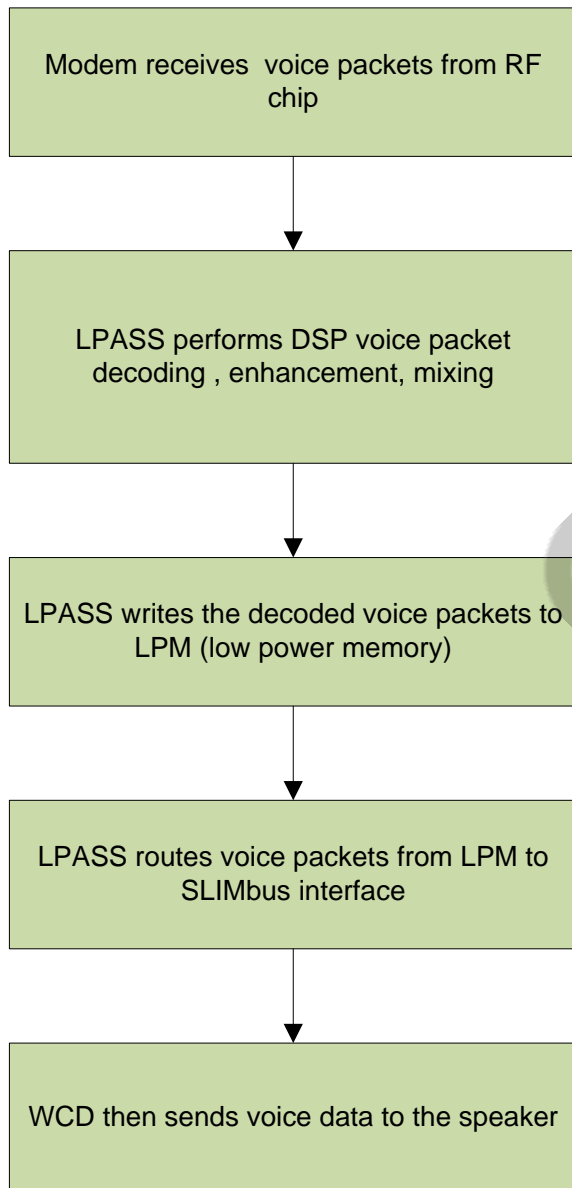 Modem receives  voice packets from RF
chip
LPASS performs DSP voice packet
decoding , enhancement, mixing
LPASS writes the decoded voice packets to
LPM (low power memory)
LPASS routes voice packets from LPM to
SLIMbus interface
WCD then sends voice data to the speaker